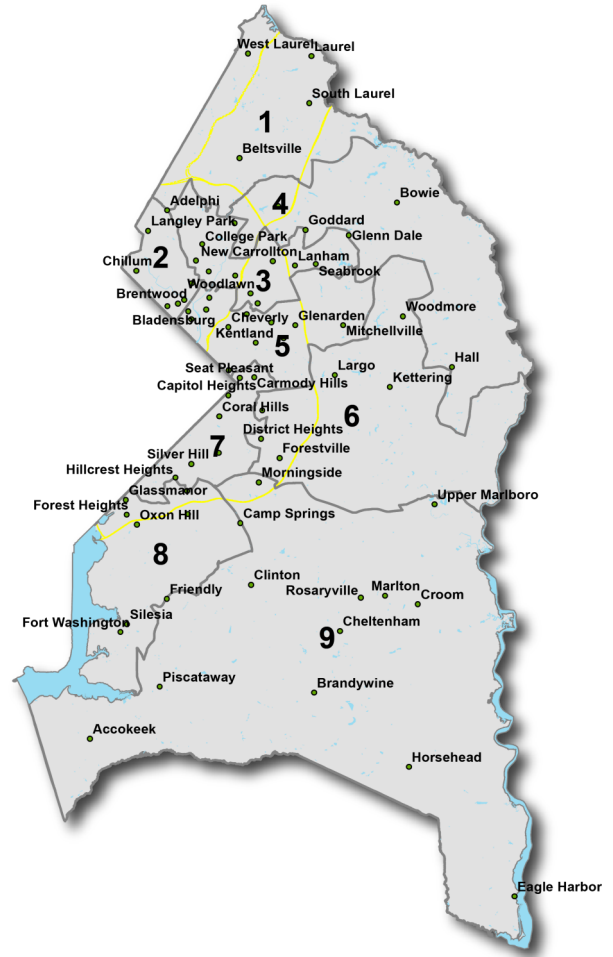 West Laurel
Laurel
South Laurel
1
Beltsville
4
Bowie
Adelphi
Langley Park
Goddard
Glenn Dale
College Park
2
New Carrollton
Lanham
Chillum
Seabrook
3
Woodlawn
Brentwood
Woodmore
Cheverly
Glenarden
Bladensburg
Mitchellville
Kentland
5
Hall
Seat Pleasant
Largo
Capitol Heights
Carmody Hills
Kettering
Coral Hills
6
District Heights
7
Silver Hill
Forestville
Hillcrest Heights
Morningside
Glassmanor
Upper Marlboro
Forest Heights
Oxon Hill
Camp Springs
8
Clinton
Friendly
Rosaryville
Marlton
Croom
Fort Washington
Silesia
Cheltenham
9
Piscataway
Brandywine
Accokeek
Horsehead
Eagle Harbor